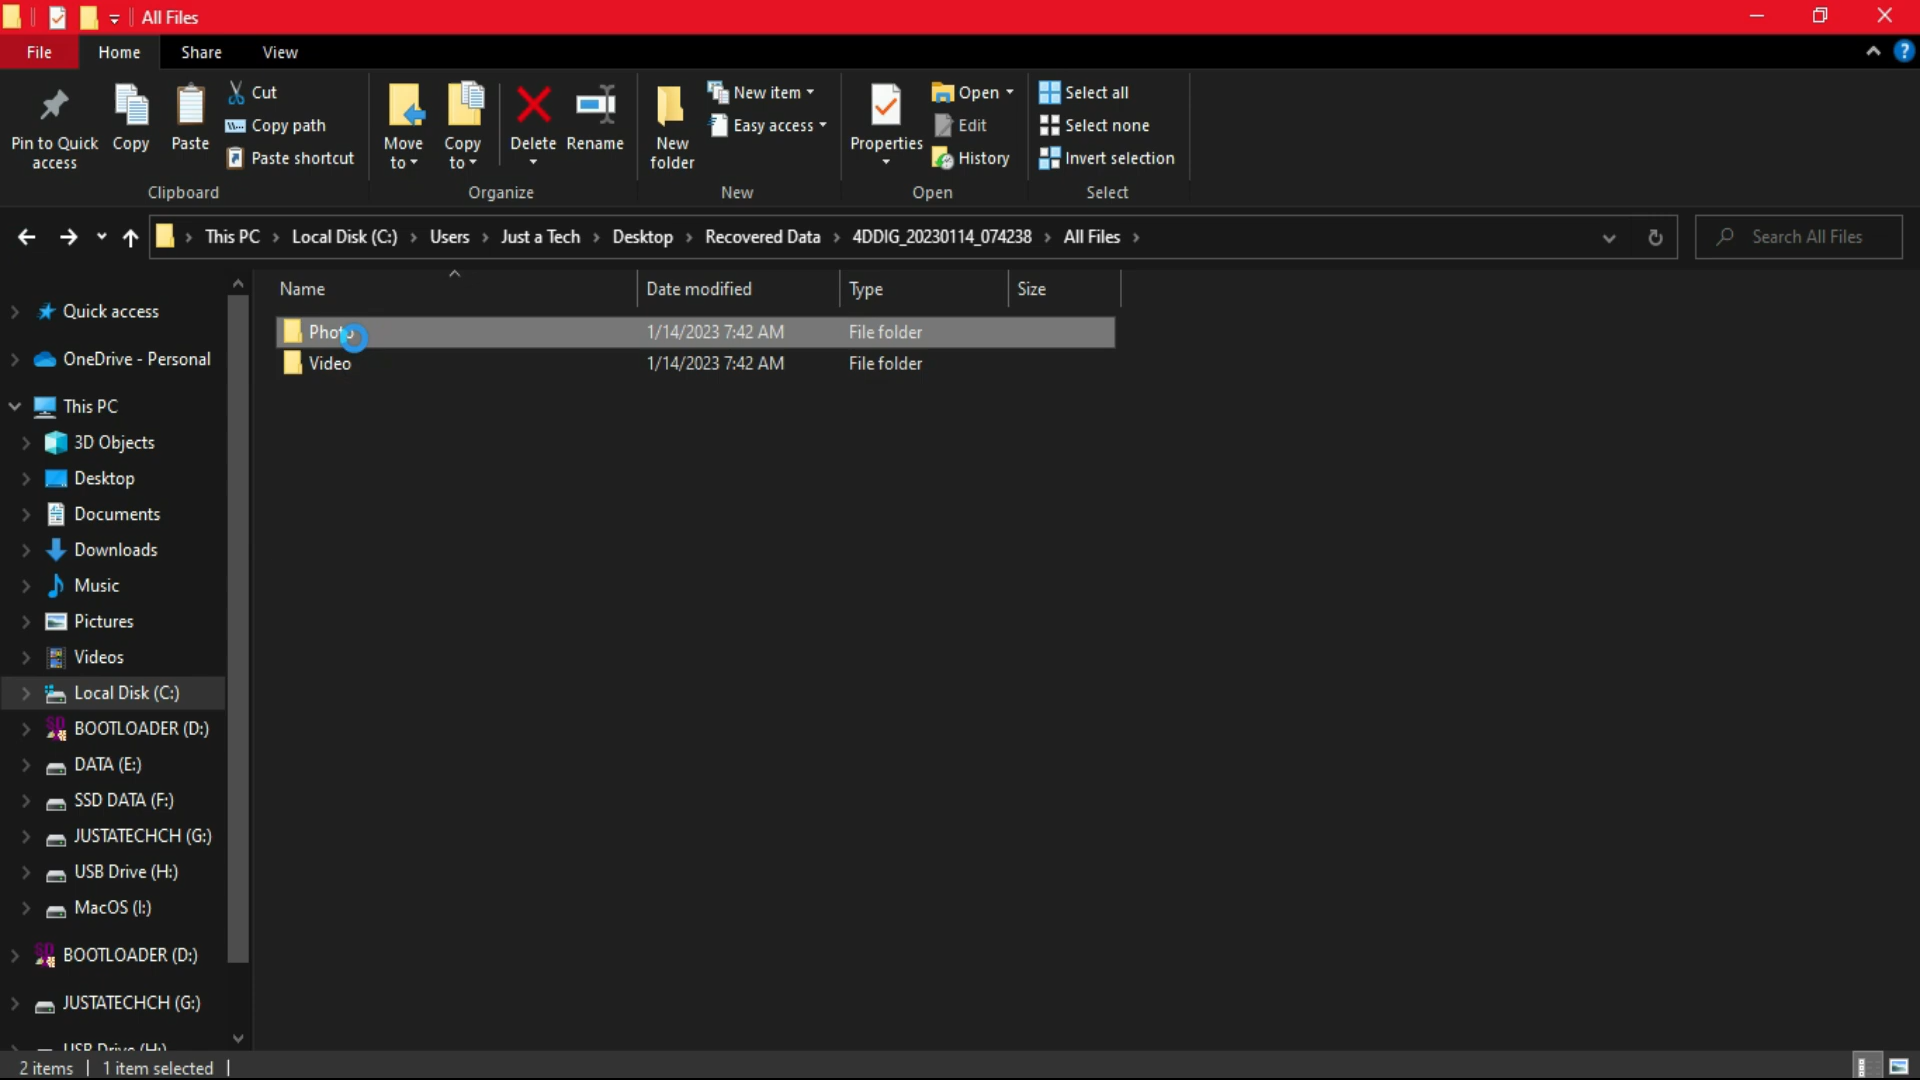 All Files
File Home Share View
Pin to Quick access
Copy
Paste
Cut
Copy path
Paste shortcut
Clipboard
Move to
Copy to
Delete
Rename
Organize
New folder
New item
Easy access
New
Properties
Open
Edit
History
Open
Select all
Select none
Invert selection
Select
This PC > Local Disk (C:) > Users > Just a Tech > Desktop > Recovered Data > 4DDIG_20230114_074238 > All Files >
Search All Files
Name Date modified Type Size
Photo 1/14/2023 7:42 AM File folder
Video 1/14/2023 7:42 AM File folder
Quick access
OneDrive - Personal
This PC
3D Objects
Desktop
Documents
Downloads
Music
Pictures
Videos
Local Disk (C:)
BOOTLOADER (D:)
DATA (E:)
SSD DATA (F:)
JUSTATECHCH (G:)
USB Drive (H:)
MacOS (I:)
BOOTLOADER (D:)
JUSTATECHCH (G:)
USB Drive (H:)
2 items | 1 item selected |